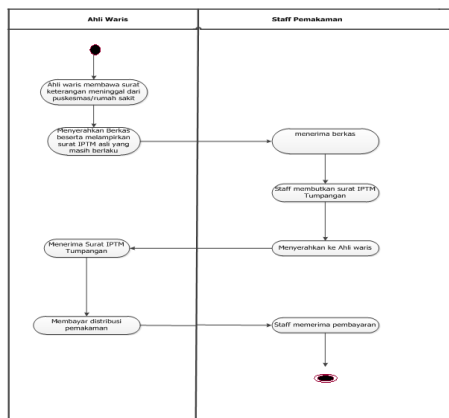 Ahli Waris
Staff Pemakaman
Ahli waris membawa surat
keterangan meninggal dari
puskesmas/rumah sakit
Menyerahkan Berkas
beserta melampirkan
surat IPTM asli yang
masih berlaku
menerima berkas
Staff membutkan surat IPTM
Tumpangan
Menyerahkan ke Ahli waris
Menerima Surat IPTM
Tumpangan
Membayar distribusi
pemakaman
Staff memerima pembayaran